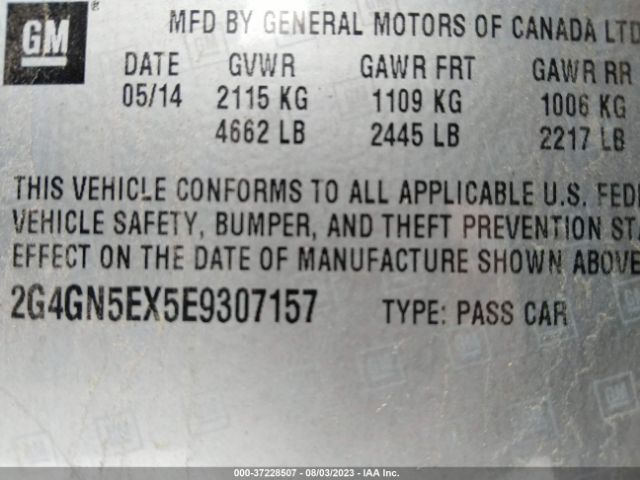 GM ®
MFD BY GENERAL MOTORS OF CANADA LTD
DATE GVWR GAWR FRT GAWR RR
05/14 2115 KG 1109 KG 1006 KG
4662 LB 2445 LB 2217 LB
THIS VEHICLE CONFORMS TO ALL APPLICABLE U.S. FEDE
VEHICLE SAFETY, BUMPER, AND THEFT PREVENTION STA
EFFECT ON THE DATE OF MANUFACTURE SHOWN ABOVE
2G4GN5EX5E9307157 TYPE: PASS CAR
000-37228507 - 08/03/2023 - IAA Inc.